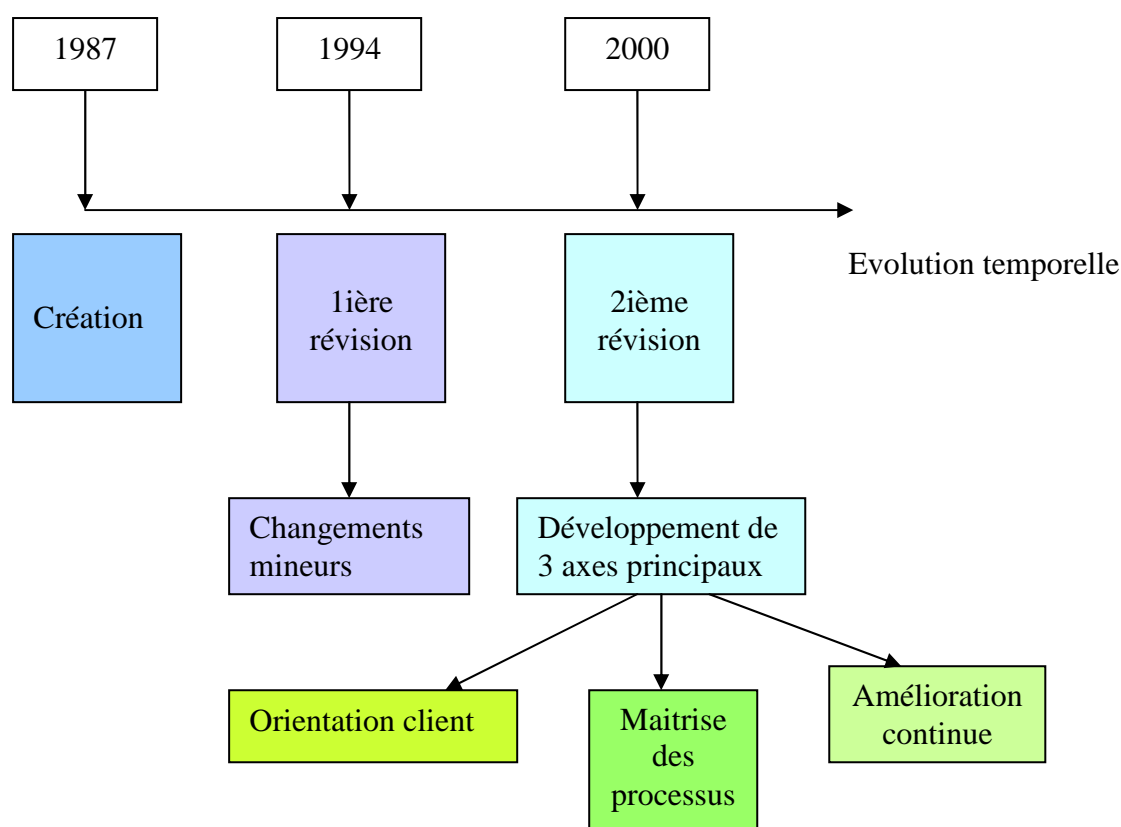 1987
1994
2000
Evolution temporelle
Création
1ière
révision
2ième
révision
Changements
mineurs
Développement de
3 axes principaux
Orientation client
Maitrise
des
processus
Amélioration
continue